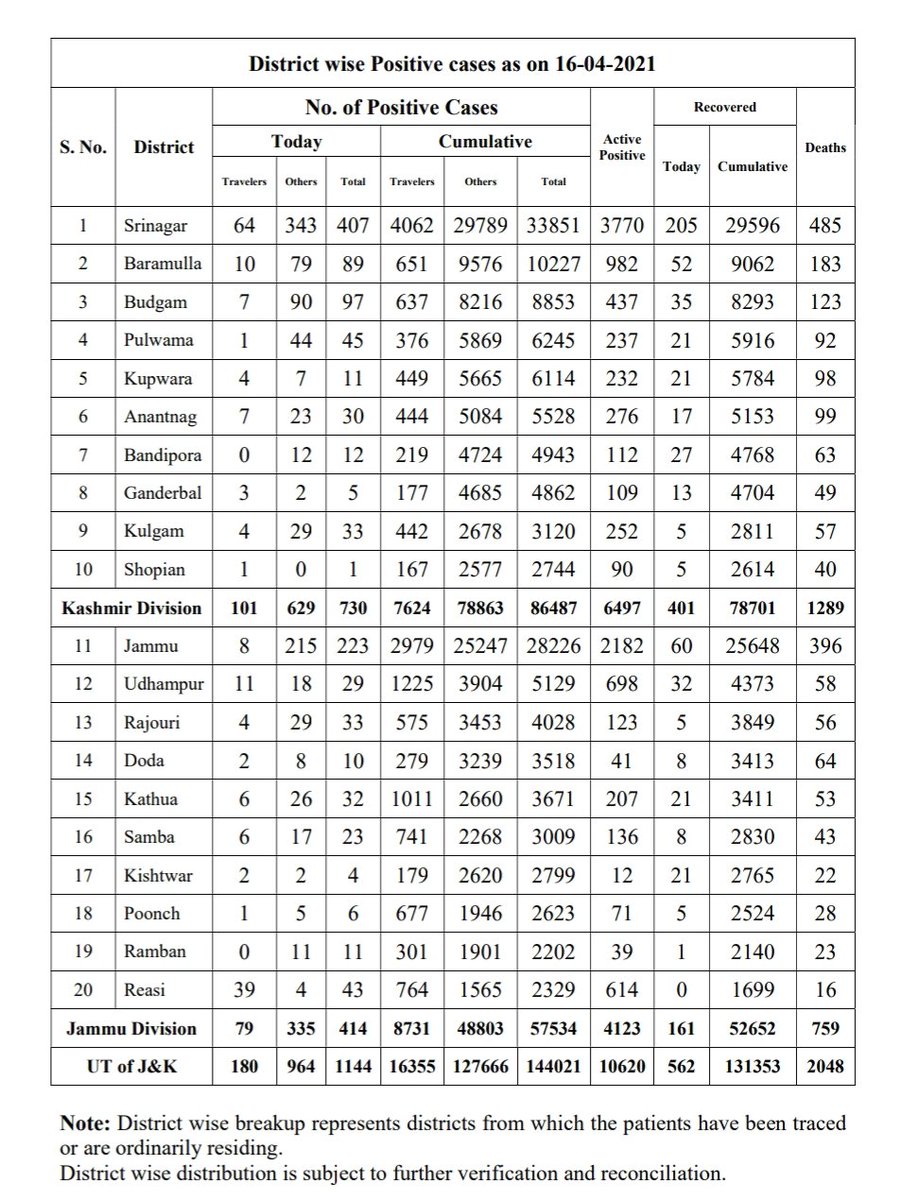 District wise Positive cases as on 16-04-2021
S. No. District No. of Positive Cases Active Positive Recovered Deaths
Today Cumulative Today Cumulative
Travelers Others Total Travelers Others Total
1 Srinagar 64 343 407 4062 29789 33851 3770 205 29596 485
2 Baramulla 10 79 89 651 9576 10227 982 52 9062 183
3 Budgam 7 90 97 637 8216 8853 437 35 8293 123
4 Pulwama 1 44 45 376 5869 6245 237 21 5916 92
5 Kupwara 4 7 11 449 5665 6114 232 21 5784 98
6 Anantnag 7 23 30 444 5084 5528 276 17 5153 99
7 Bandipora 0 12 12 219 4724 4943 112 27 4768 63
8 Ganderbal 3 2 5 177 4685 4862 109 13 4704 49
9 Kulgam 4 29 33 442 2678 3120 252 5 2811 57
10 Shopian 1 0 1 167 2577 2744 90 5 2614 40
Kashmir Division 101 629 730 7624 78863 86487 6497 401 78701 1289
11 Jammu 8 215 223 2979 25247 28226 2182 60 25648 396
12 Udhampur 11 18 29 1225 3904 5129 698 32 4373 58
13 Rajouri 4 29 33 575 3453 4028 123 5 3849 56
14 Doda 2 8 10 279 3239 3518 41 8 3413 64
15 Kathua 6 26 32 1011 2660 3671 207 21 3411 53
16 Samba 6 17 23 741 2268 3009 136 8 2830 43
17 Kishtwar 2 2 4 179 2620 2799 12 21 2765 22
18 Poonch 1 5 6 677 1946 2623 71 5 2524 28
19 Ramban 0 11 11 301 1901 2202 39 1 2140 23
20 Reasi 39 4 43 764 1565 2329 614 0 1699 16
Jammu Division 79 335 414 8731 48803 57534 4123 161 52652 759
UT of J&K 180 964 1144 16355 127666 144021 10620 562 131353 2048
Note: District wise breakup represents districts from which the patients have been traced
or are ordinarily residing.
District wise distribution is subject to further verification and reconciliation.